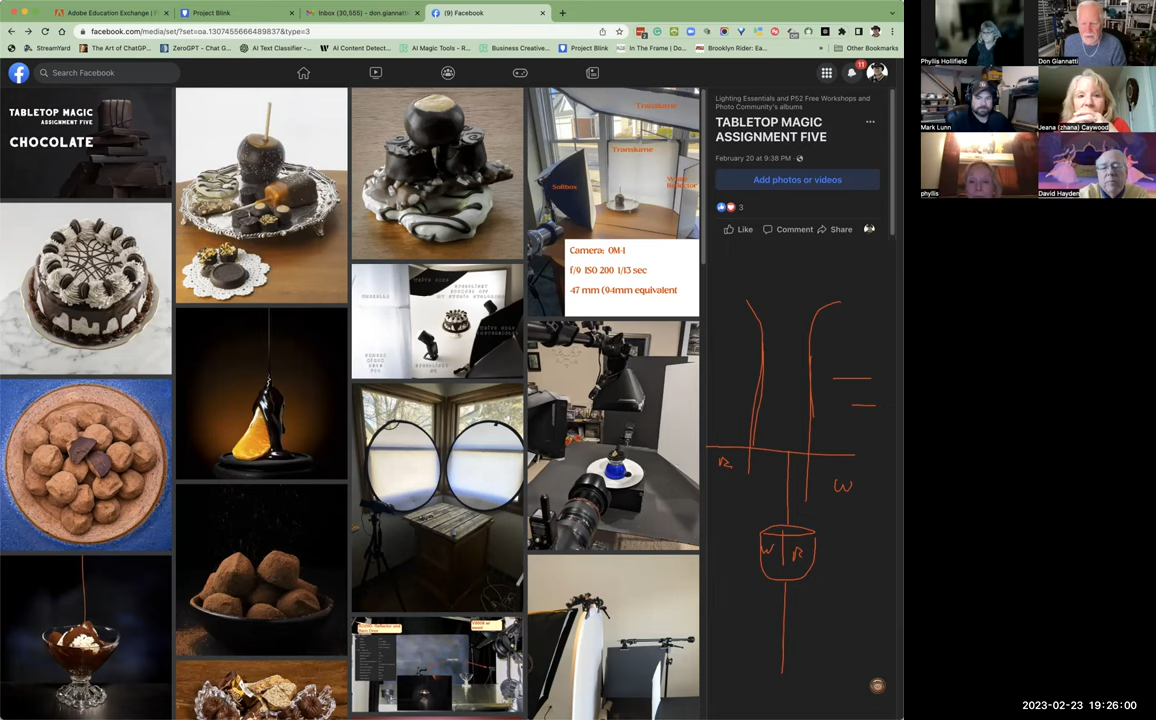 Adobe Education Exchange | F
Project Blink
Inbox (30,555) - don.giannatti
(9) Facebook
facebook.com/media/set/?set=oa.1307455666489837&type=3
StreamYard
The Art of ChatGP...
ZeroGPT - Chat G...
AI Text Classifier -...
AI Content Detect...
AI Magic Tools - R...
Business Creative...
Project Blink
In The Frame | Do...
Brooklyn Rider: Ea...
»
Other Bookmarks
Search Facebook
11
TABLETOP MAGIC
ASSIGNMENT FIVE
CHOCOLATE
Translume
Translume
Softbox
Camera: OM-1
f/9 ISO 200 1/13 sec
47 mm (94mm equivalent
Lighting Essentials and PS2 Free Workshops and
Photo Community's albums
TABLETOP MAGIC
ASSIGNMENT FIVE
February 20 at 9:38 PM ·
Add photos or videos
3
Like
Comment
Share
R
W
W R
Phyllis Hollifield
Don Giannatti
Mark Lunn
Jeana (zhana) Caywood
phyllis
David Hayden
2023-02-23 19:26:00